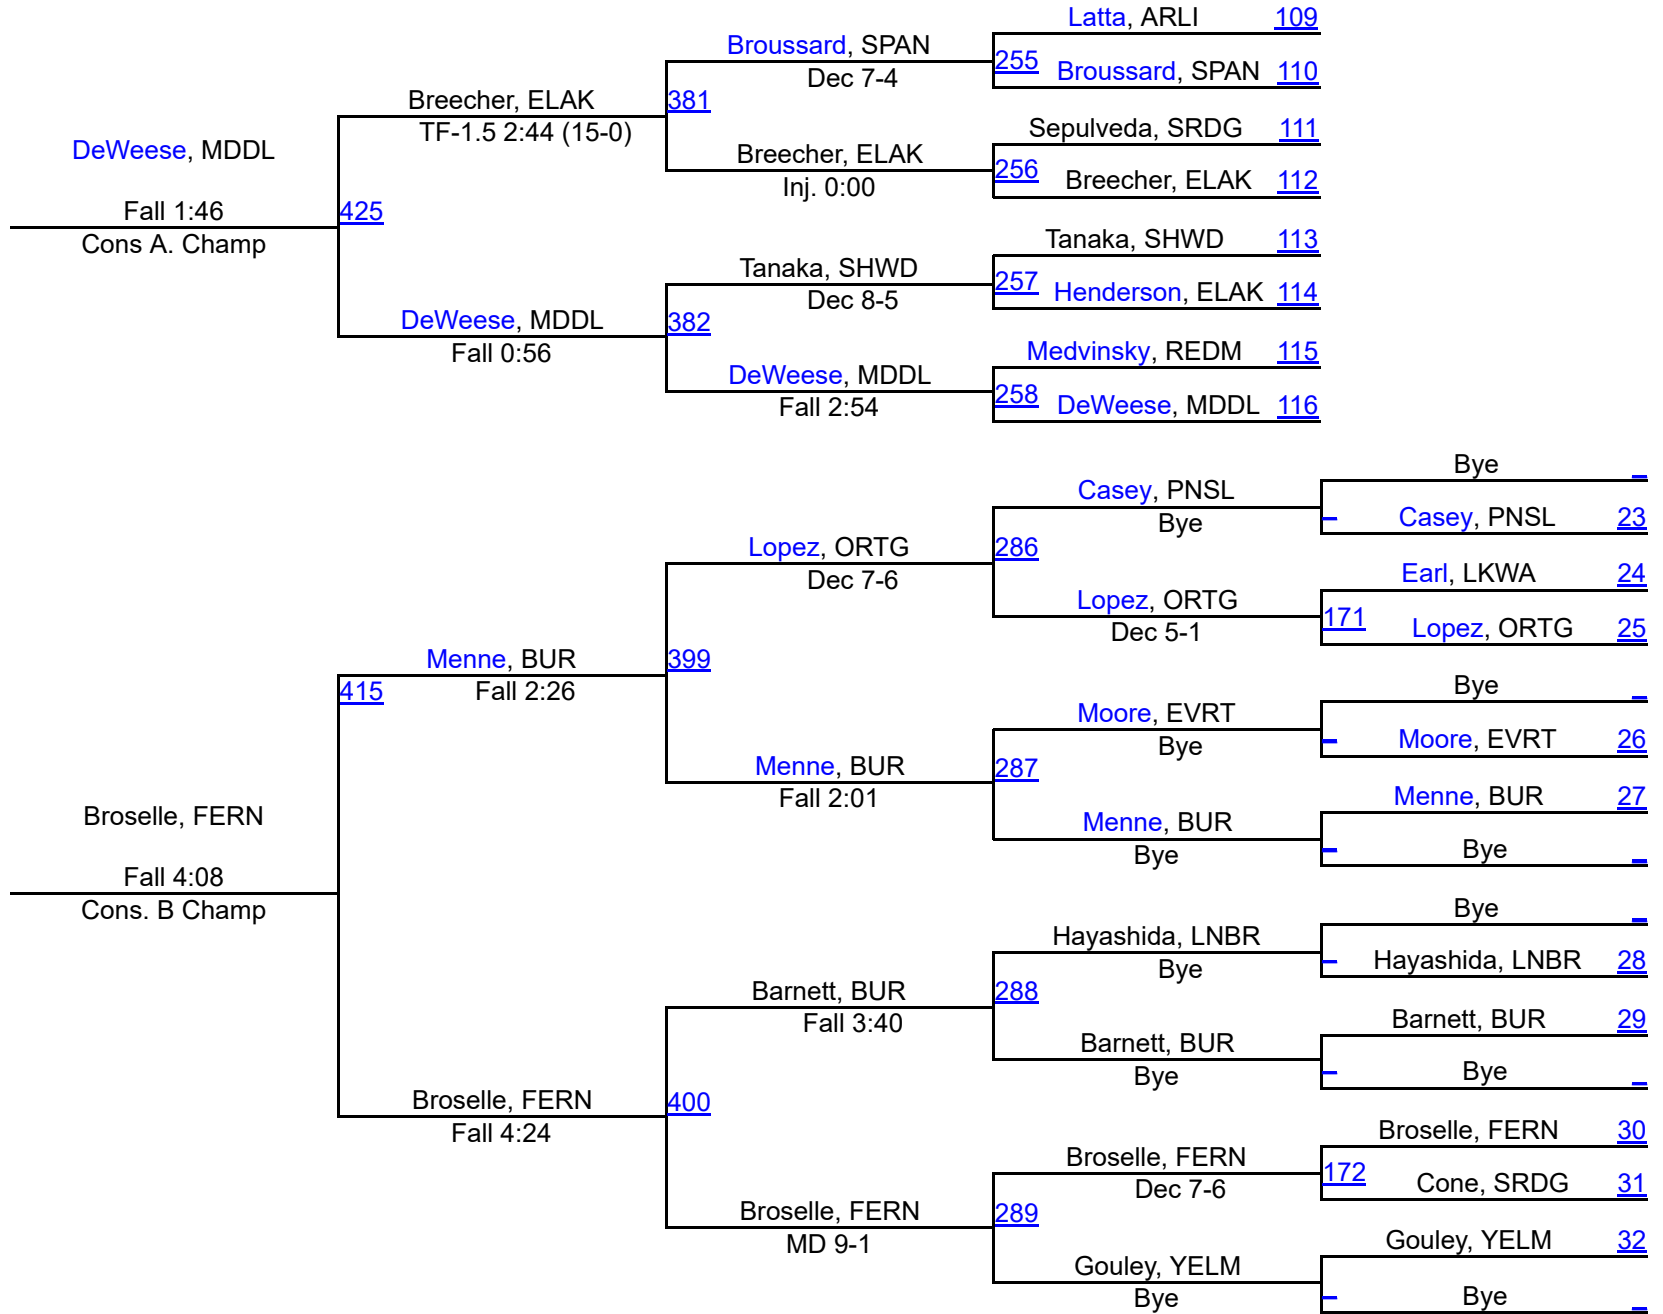 Latta, ARLI 109
Broussard, SPAN
255 Broussard, SPAN 110
Dec 7-4
Breecher, ELAK 381
TF-1.5 2:44 (15-0)
Sepulveda, SRDG 111
DeWeese, MDDL
Breecher, ELAK
256 Breecher, ELAK 112
Inj. 0:00
Fall 1:46 425
Cons A. Champ
Tanaka, SHWD 113
Tanaka, SHWD
257 Henderson, ELAK 114
Dec 8-5
DeWeese, MDDL 382
Fall 0:56
Medvinsky, REDM 115
DeWeese, MDDL
258 DeWeese, MDDL 116
Fall 2:54
Bye
Casey, PNSL
Casey, PNSL 23
Bye
Lopez, ORTG 286
Dec 7-6
Earl, LKWA 24
Lopez, ORTG
171 Lopez, ORTG 25
Dec 5-1
Menne, BUR 399
415 Fall 2:26
Bye
Moore, EVRT
Moore, EVRT 26
Bye
Menne, BUR 287
Fall 2:01
Menne, BUR 27
Menne, BUR
Bye
Bye
Broselle, FERN
Fall 4:08
Cons. B Champ
Bye
Hayashida, LNBR
Hayashida, LNBR 28
Bye
Barnett, BUR 288
Fall 3:40
Barnett, BUR 29
Barnett, BUR
Bye
Bye
Broselle, FERN 400
Fall 4:24
Broselle, FERN 30
Broselle, FERN
172 Cone, SRDG 31
Dec 7-6
Broselle, FERN 289
MD 9-1
Gouley, YELM 32
Gouley, YELM
Bye
Bye